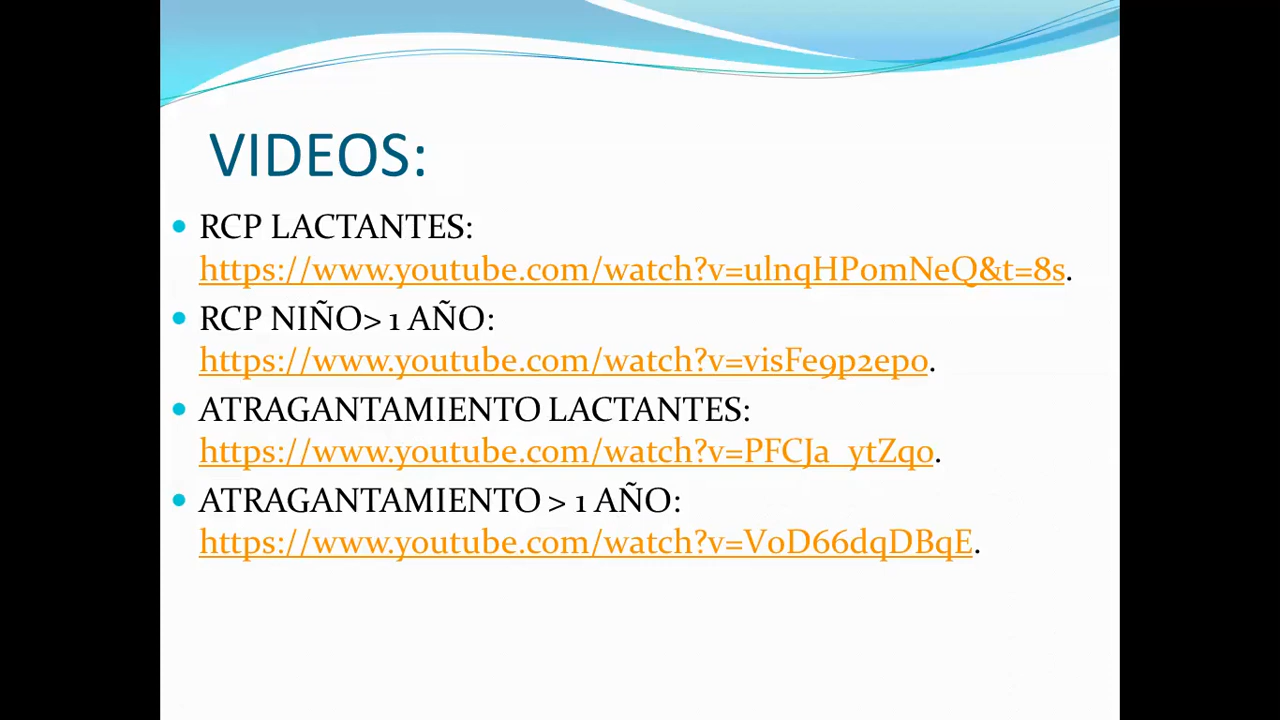 VIDEOS:
• RCP LACTANTES:
https://www.youtube.com/watch?v=ulnqHPomNeQ&t=8s.
• RCP NIÑO> 1 AÑO:
https://www.youtube.com/watch?v=visFe9p2ep0.
• ATRAGANTAMIENTO LACTANTES:
https://www.youtube.com/watch?v=PFCJa_ytZqo.
• ATRAGANTAMIENTO > 1 AÑO:
https://www.youtube.com/watch?v=VoD66dqDBqE.